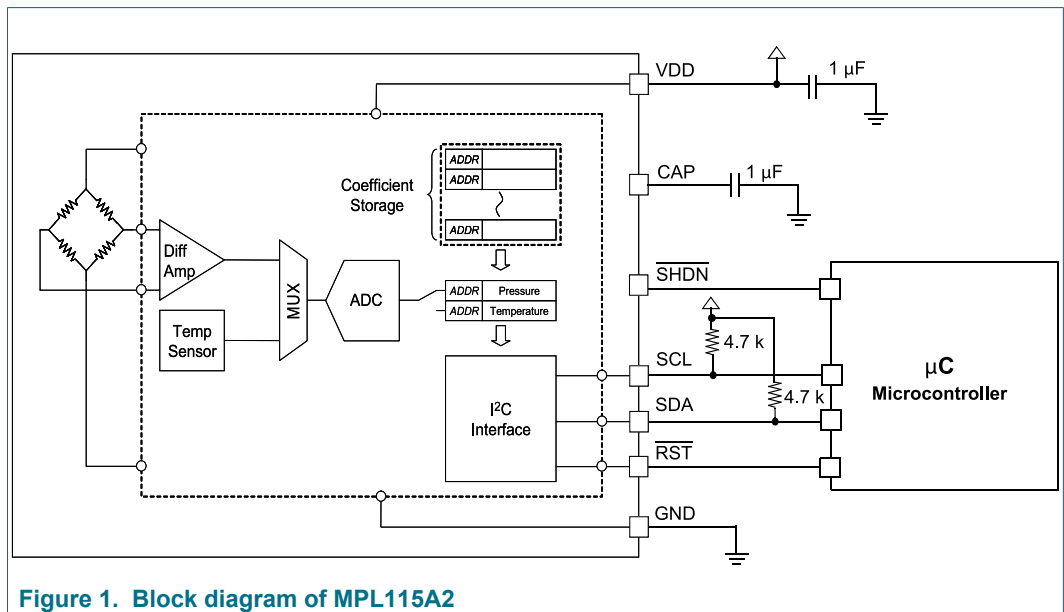 VDD
1 µF
CAP
1 µF
ADDR
ADDR
Coefficient
Storage
ADDR
SHDN
Diff
Amp
MUX
ADC
ADDR Pressure
ADDR Temperature
Temp
Sensor
4.7 k
SCL
4.7 k
µC
Microcontroller
I²C
Interface
SDA
RST
GND
Figure 1. Block diagram of MPL115A2